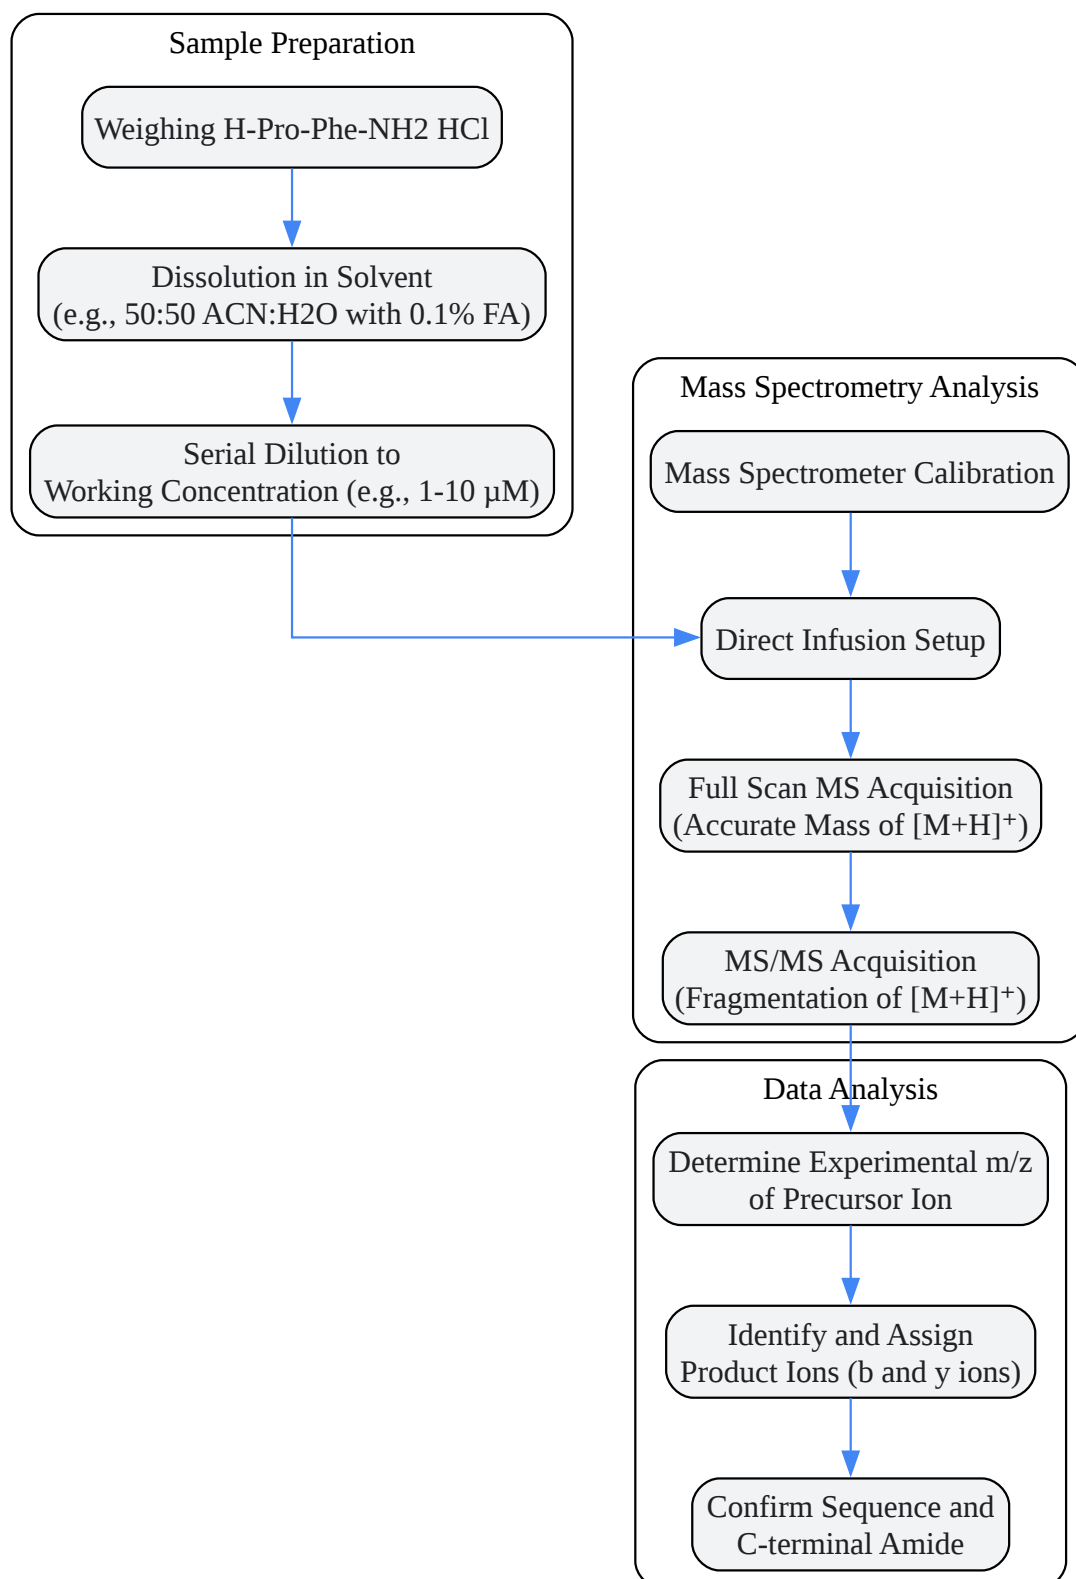 Sample Preparation
Weighing H-Pro-Phe-NH2 HCl
Dissolution in Solvent
(e.g., 50:50 ACN:H2O with 0.1% FA)
Serial Dilution to
Working Concentration (e.g., 1-10 µM)
Mass Spectrometry Analysis
Mass Spectrometer Calibration
Direct Infusion Setup
Full Scan MS Acquisition
(Accurate Mass of [M+H]⁺)
MS/MS Acquisition
(Fragmentation of [M+H]⁺)
Data Analysis
Determine Experimental m/z
of Precursor Ion
Identify and Assign
Product Ions (b and y ions)
Confirm Sequence and
C-terminal Amide